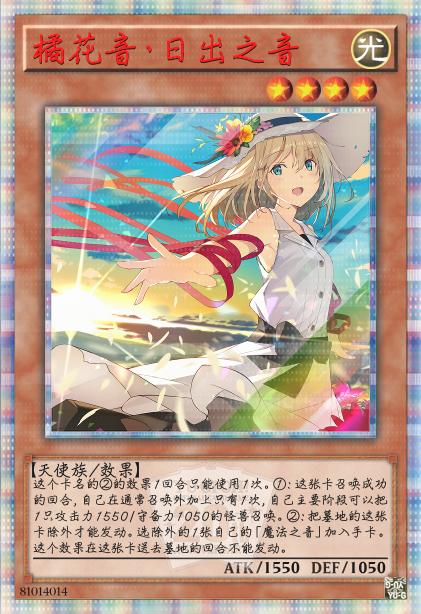 橘花音·日出之音
光
【天使族/效果】
这个卡名的②的效果1回合只能使用1次。①:这张卡召唤成功
的回合,自己在通常召唤外加上只有1次,自己主要阶段可以把
1只攻击力1550/守备力1050的怪兽召唤。②:把墓地的这张
卡除外才能发动。选除外的1张自己的「魔法之音」加入手卡。
这个效果在这张卡送去墓地的回合不能发动。
ATK/1550 DEF/1050
81014014